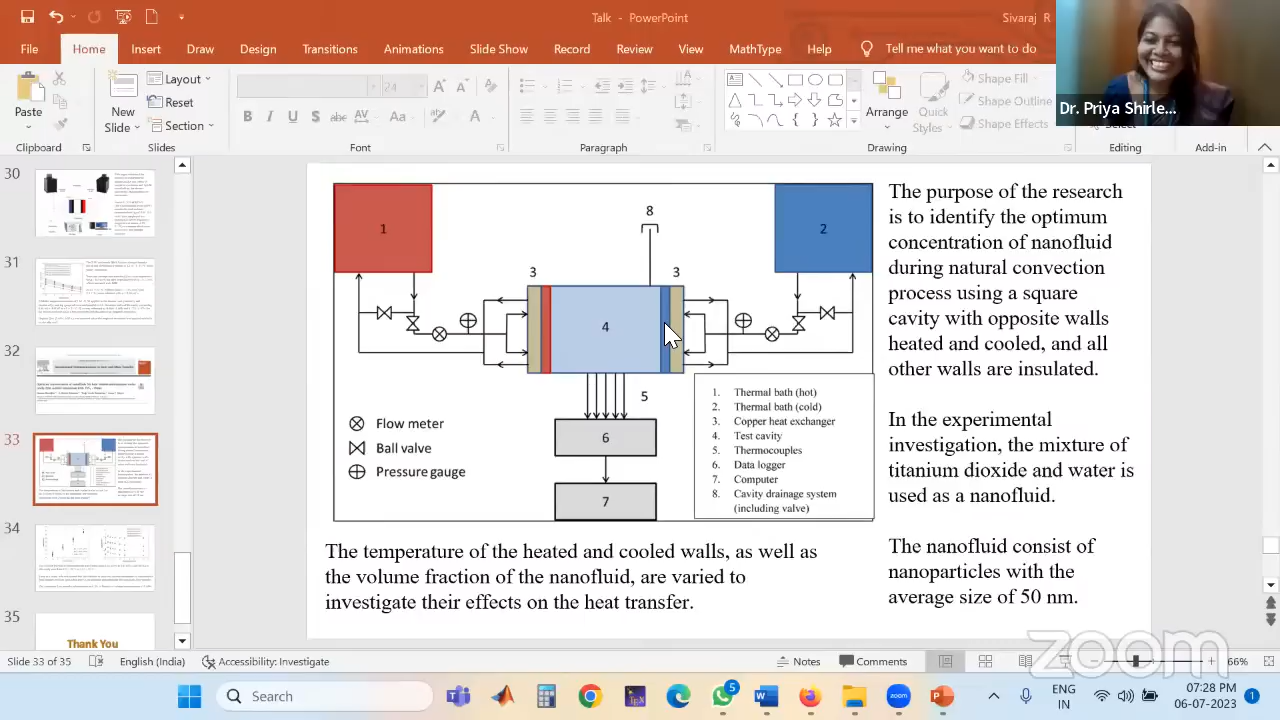 Talk - PowerPoint
Sivaraj R
File Home Insert Draw Design Transitions Animations Slide Show Record Review View MathType Help Tell me what you want to do
Paste
Clipboard
New
Slide
Layout
Reset
Section
Slides
B I U S
Aa
Font
Paragraph
Arrange
Quick
Styles
Shape Fill
Shape Outline
Shape Effects
Drawing
Select
Editing
Add-in
Dr. Priya Shirle...
30
31
32
33
34
35
Thank You
1
2
8
3
3
4
5
6
7
Flow meter
Ball valve
Pressure gauge
1. Thermal bath (hot)
2. Thermal bath (cold)
3. Copper heat exchanger
4. Test cavity
5. Thermocouples
6. Data logger
7. Computer
8. Cavity drainage system
(including valve)
The temperature of the heated and cooled walls, as well as
the volume fraction of the nanofluid, are varied to
investigate their effects on the heat transfer.
The purpose of the research
is to identify the optimum
concentration of nanofluid
during natural convection
process using a square
cavity with opposite walls
heated and cooled, and all
other walls are insulated.
In the experimental
investigation, the mixture of
titanium dioxide and water is
used as a nanofluid.
The nanofluid consist of
nanoparticles with the
average size of 50 nm.
zoom
Slide 33 of 35
English (India)
Accessibility: Investigate
Notes
Comments
66%
Search
5
zoom
ENG
IN
07:28 PM
06-07-2023
1